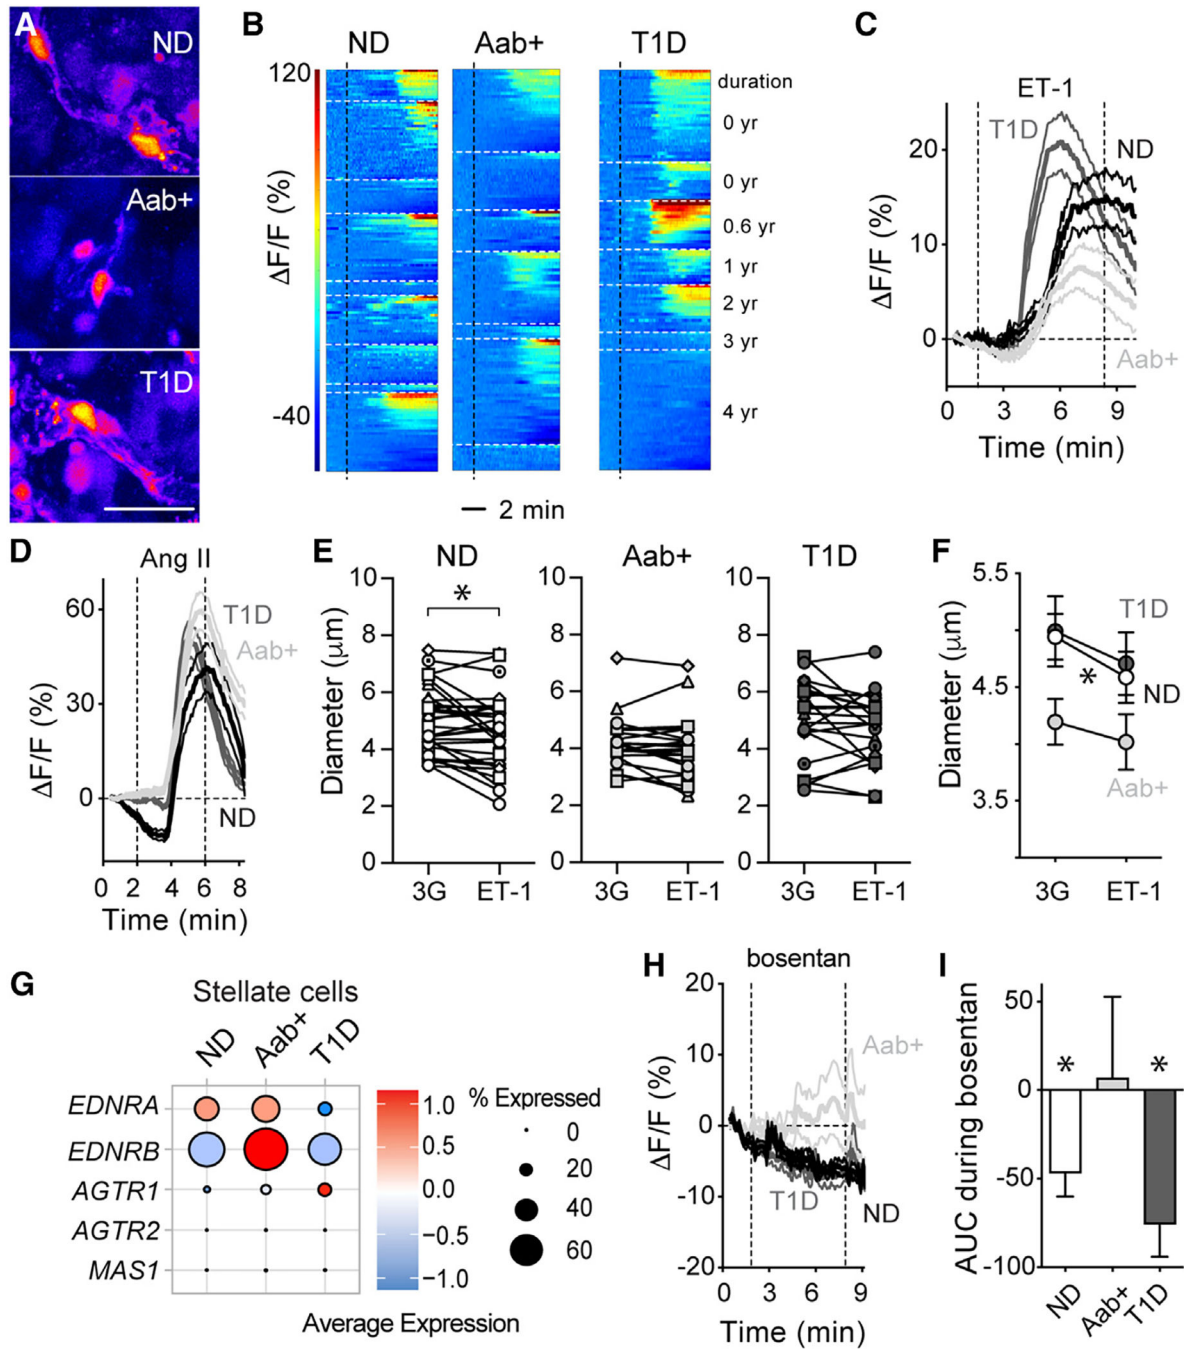 A
ND
Aab+
T1D
B
ND Aab+ T1D
120
-40
ΔF/F (%)
duration
0 yr
0 yr
0.6 yr
1 yr
2 yr
3 yr
4 yr
2 min
C
ET-1
T1D
ND
Aab+
20
10
0
ΔF/F (%)
0 3 6 9
Time (min)
D
Ang II
T1D
Aab+
ND
60
30
0
ΔF/F (%)
0 2 4 6 8
Time (min)
E
ND
*
10
8
6
4
2
0
Diameter (µm)
3G ET-1
Aab+
10
8
6
4
2
0
3G ET-1
T1D
10
8
6
4
2
0
3G ET-1
F
5.5
4.5
3.5
Diameter (µm)
T1D
*
ND
Aab+
3G ET-1
G
Stellate cells
ND Aab+ T1D
EDNRA
EDNRB
AGTR1
AGTR2
MAS1
1.0
0.5
0.0
−0.5
−1.0
Average Expression
% Expressed
0
20
40
60
H
bosentan
20
10
0
-10
-20
ΔF/F (%)
Aab+
T1D
ND
0 3 6 9
Time (min)
I
50
0
-50
-100
AUC during bosentan
* *
ND Aab+ T1D